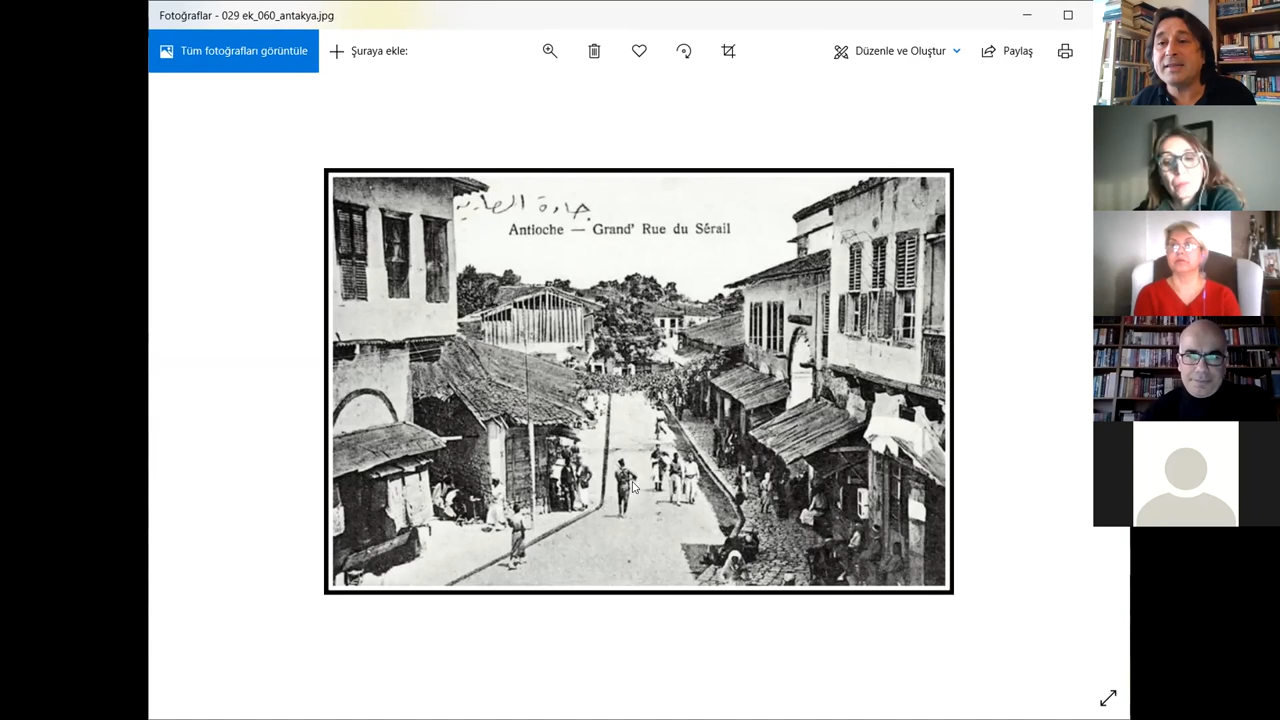 Fotoğraflar - 029 ek_060_antakya.jpg
Tüm fotoğrafları görüntüle
Şuraya ekle:
Düzenle ve Oluştur
Paylaş
Antioche — Grand' Rue du Sérail